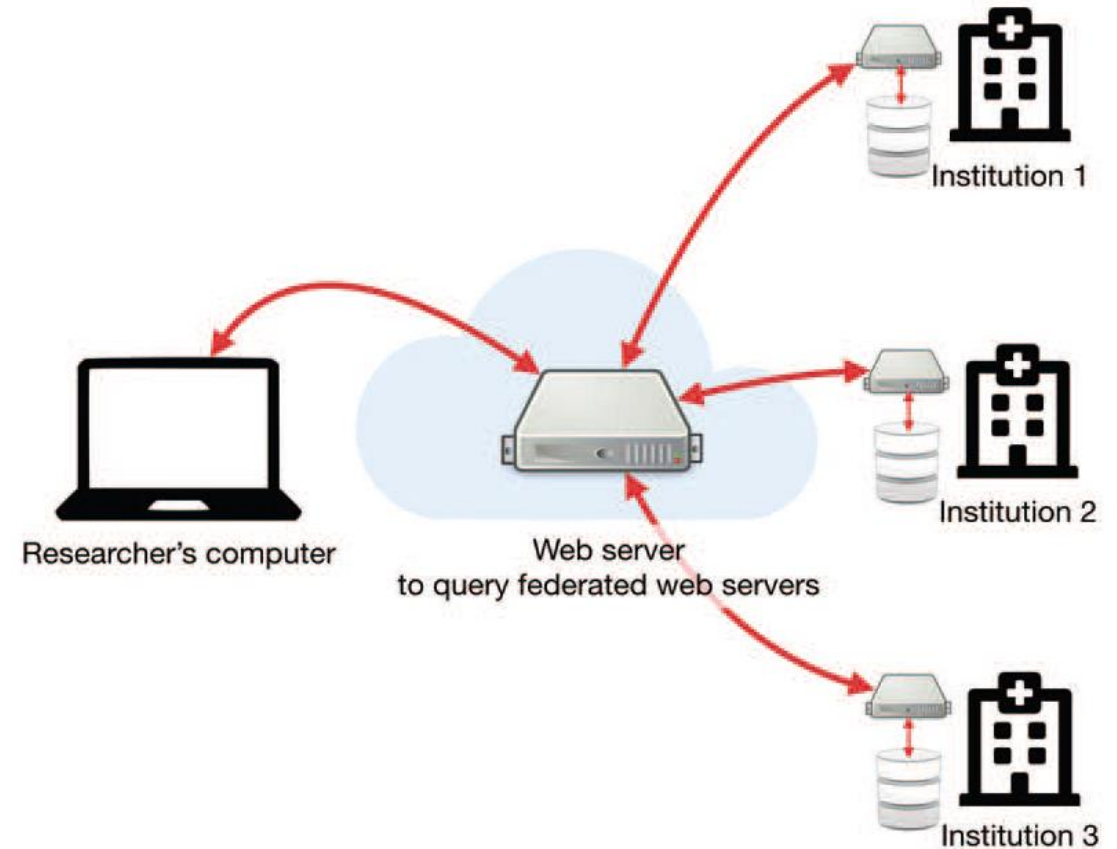 Institution 1
Institution 2
Researcher's computer
Web server
to query federated web servers
Institution 3